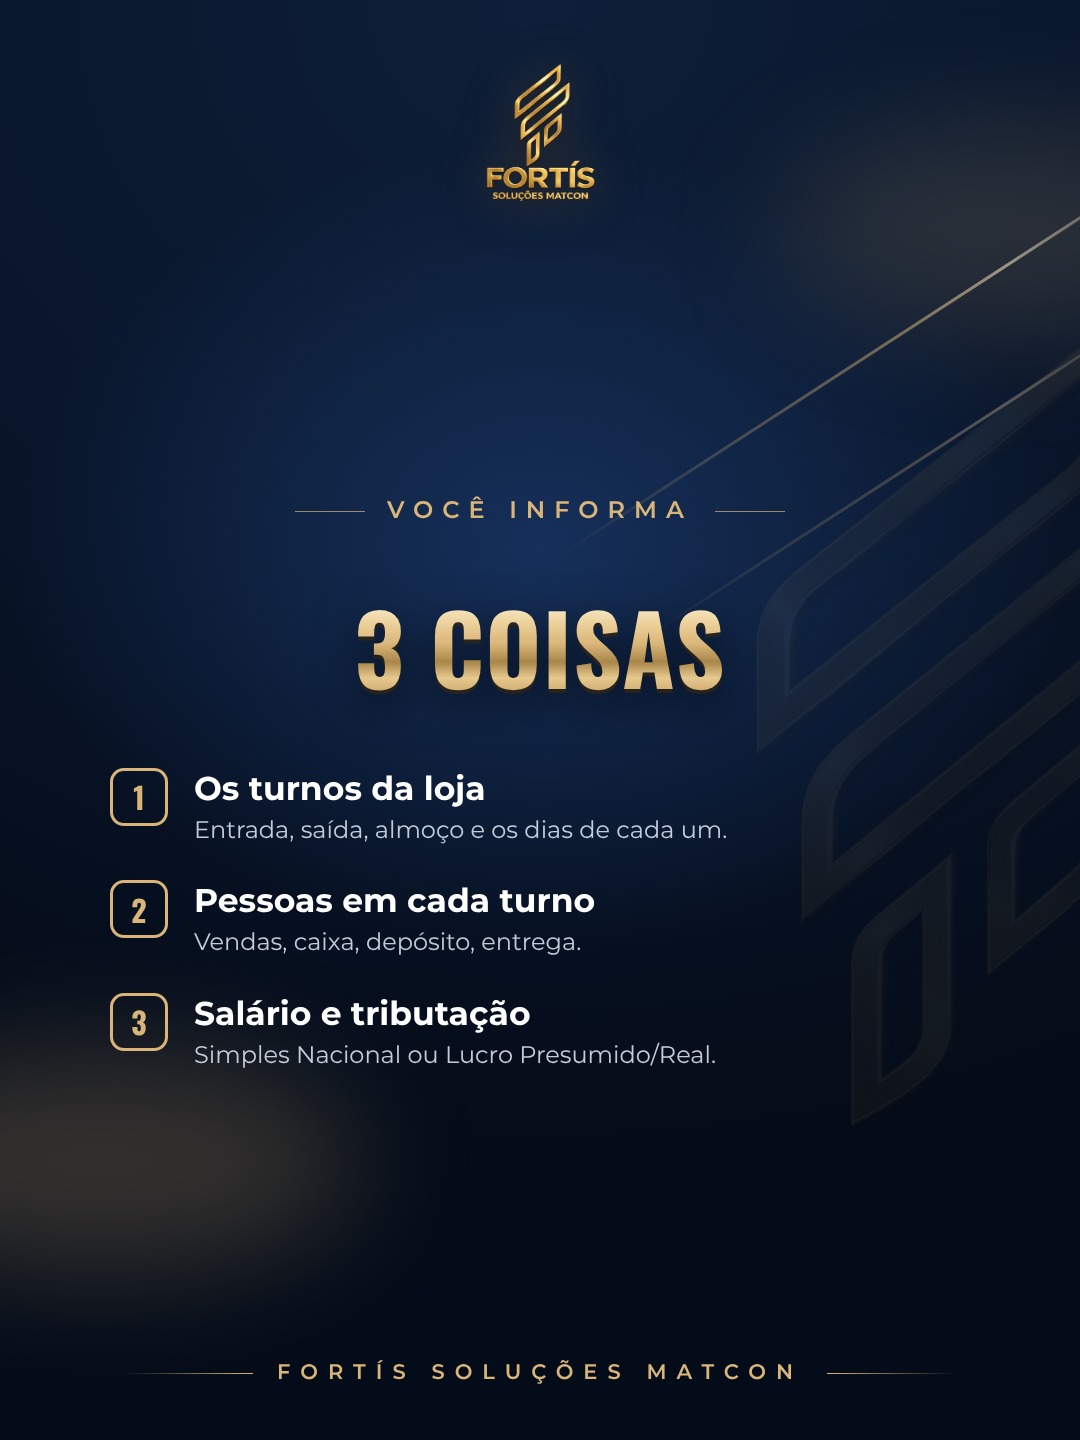 FORTÍS
SOLUÇÕES MATCON
VOCÊ INFORMA
3 COISAS
1
Os turnos da loja
Entrada, saída, almoço e os dias de cada um.
2
Pessoas em cada turno
Vendas, caixa, depósito, entrega.
3
Salário e tributação
Simples Nacional ou Lucro Presumido/Real.
FORTÍS SOLUÇÕES MATCON